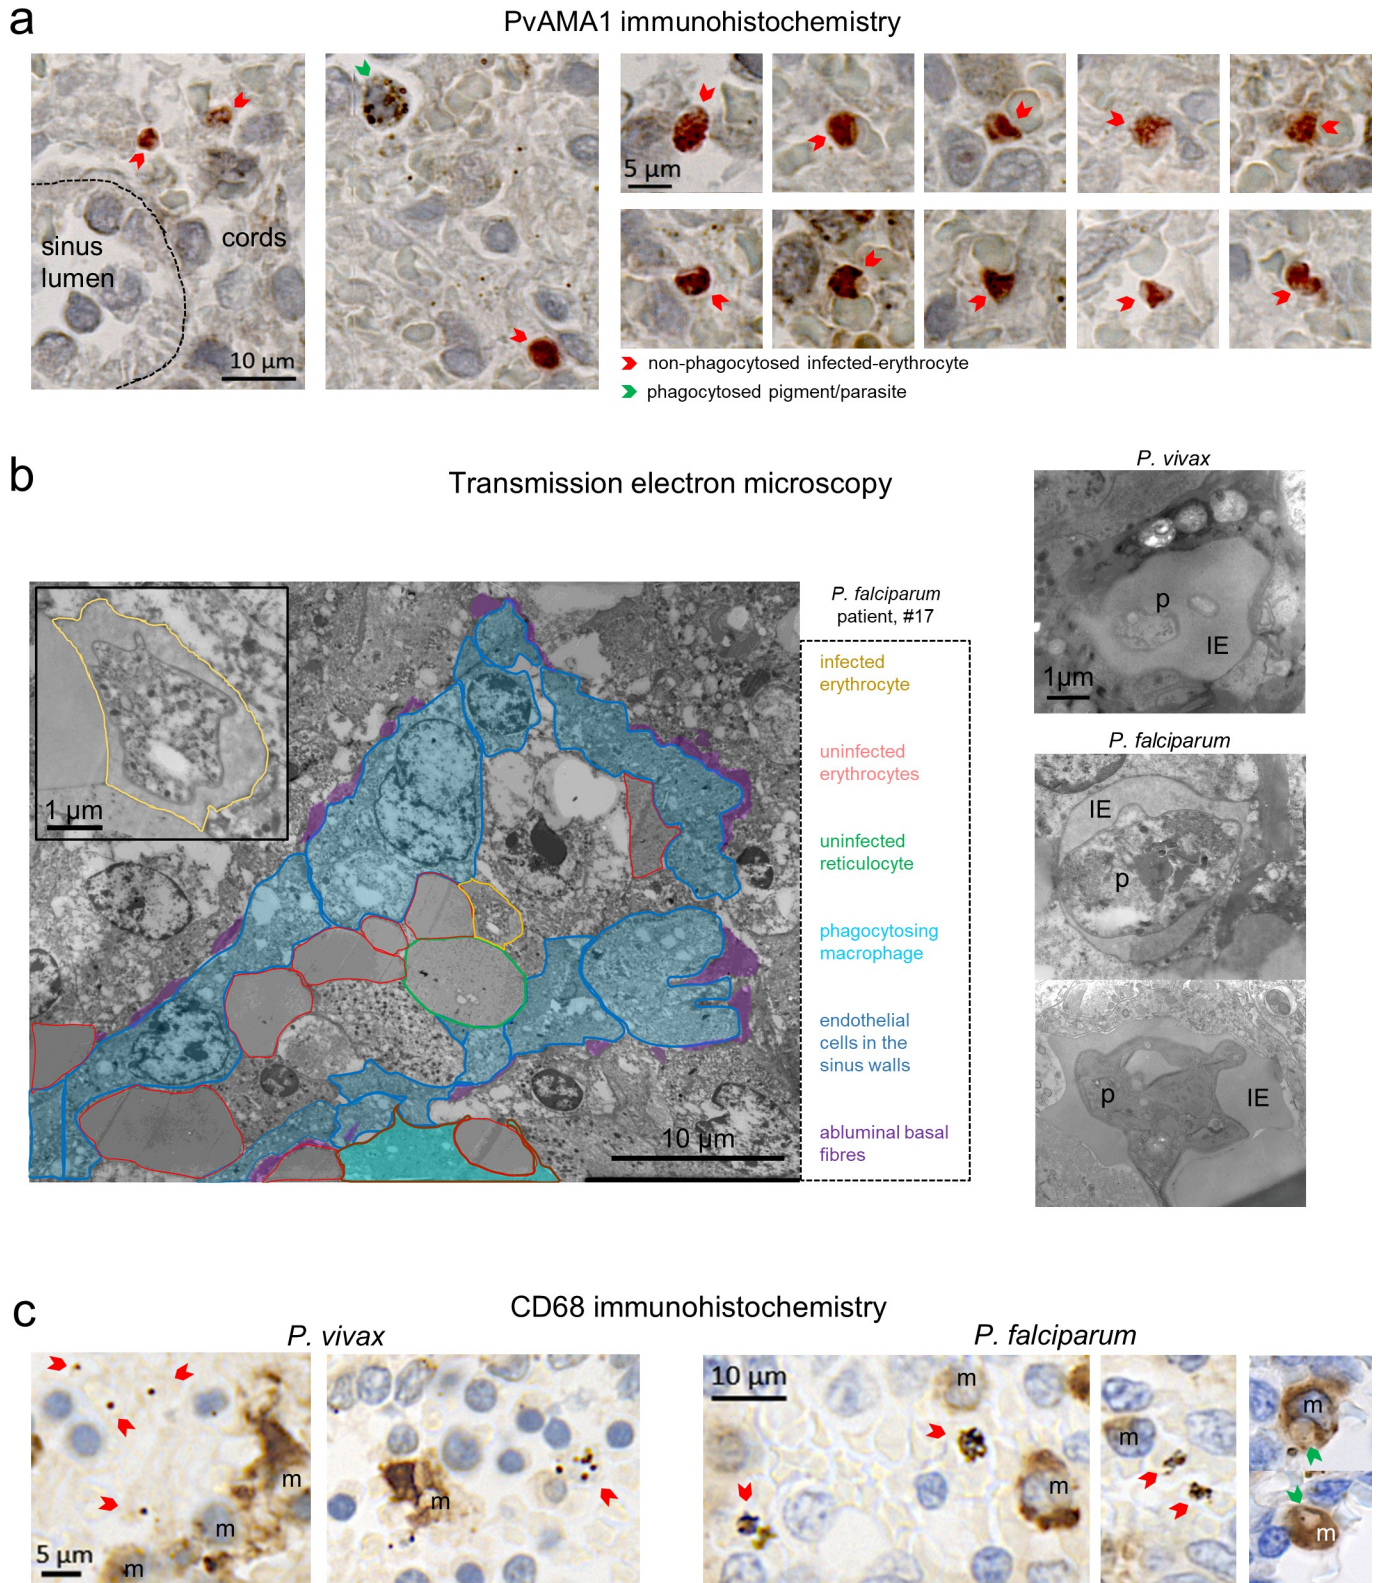 a
PvAMA1 immunohistochemistry
sinus
lumen
cords
10 µm
5 µm
non-phagocytosed infected-erythrocyte
phagocytosed pigment/parasite
b
Transmission electron microscopy
1 µm
10 µm
P. falciparum
patient, #17
infected
erythrocyte
uninfected
erythrocytes
uninfected
reticulocyte
phagocytosing
macrophage
endothelial
cells in the
sinus walls
abluminal basal
fibres
P. vivax
p
IE
1µm
P. falciparum
IE
p
p
IE
c
CD68 immunohistochemistry
P. vivax
P. falciparum
m
m
m
5 µm
m
10 µm
m
m
m
m
m